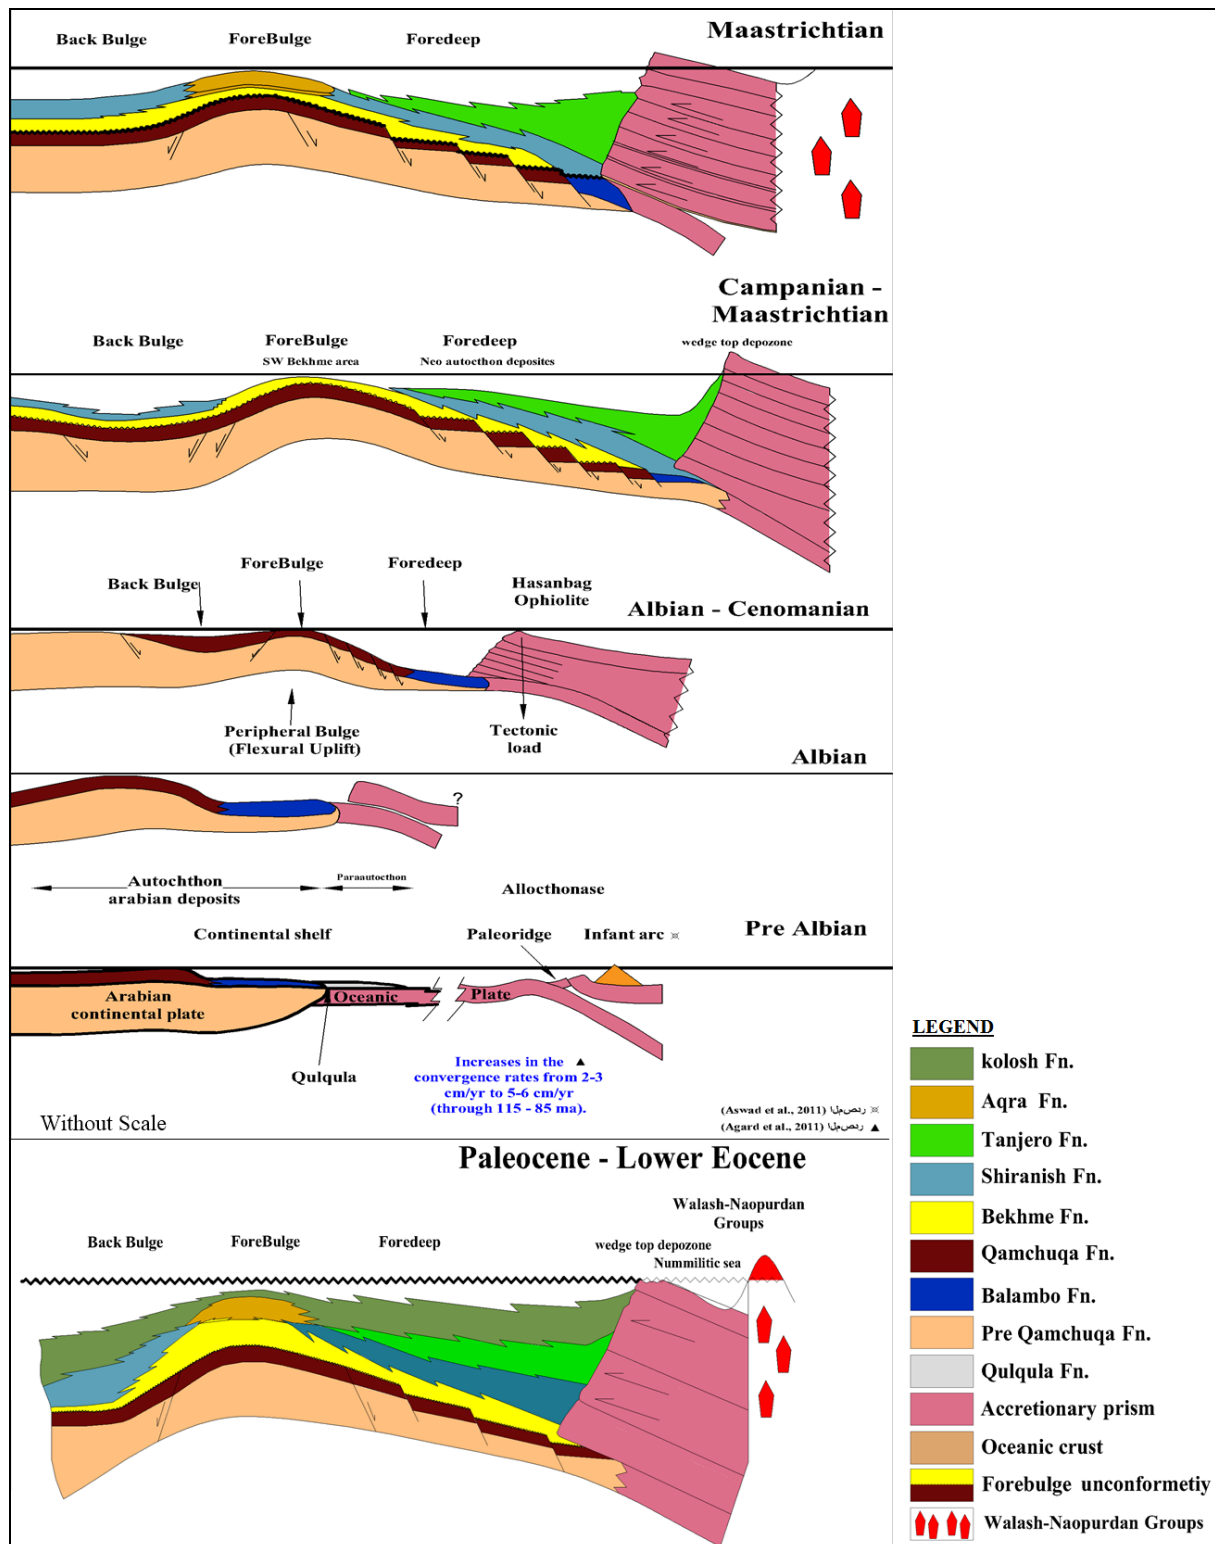 Maastrichtian
Back Bulge
ForeBulge
Foredeep
Campanian -
Maastrichtian
Back Bulge
ForeBulge
SW Bekhme area
Foredeep
Neo autocthon deposites
wedge top depozone
Back Bulge
ForeBulge
Foredeep
Hasanbag
Ophiolite
Albian - Cenomanian
Peripheral Bulge
(Flexural Uplift)
Tectonic
load
Albian
?
Autochthon
arabian deposits
Paraautocthon
Allocthonase
Pre Albian
Continental shelf
Paleoridge
Infant arc ※
Arabian
continental plate
Oceanic
Plate
Qulqula
Increases in the ▲
convergence rates from 2-3
cm/yr to 5-6 cm/yr
(through 115 - 85 ma).
Without Scale
(Aswad et al., 2011) المصدر ※
(Agard et al., 2011) المصدر ▲
Paleocene - Lower Eocene
Walash-Naopurdan
Groups
Back Bulge
ForeBulge
Foredeep
wedge top depozone
Nummilitic sea
LEGEND
kolosh Fn.
Aqra Fn.
Tanjero Fn.
Shiranish Fn.
Bekhme Fn.
Qamchuqa Fn.
Balambo Fn.
Pre Qamchuqa Fn.
Qulqula Fn.
Accretionary prism
Oceanic crust
Forebulge unconformetiy
Walash-Naopurdan Groups